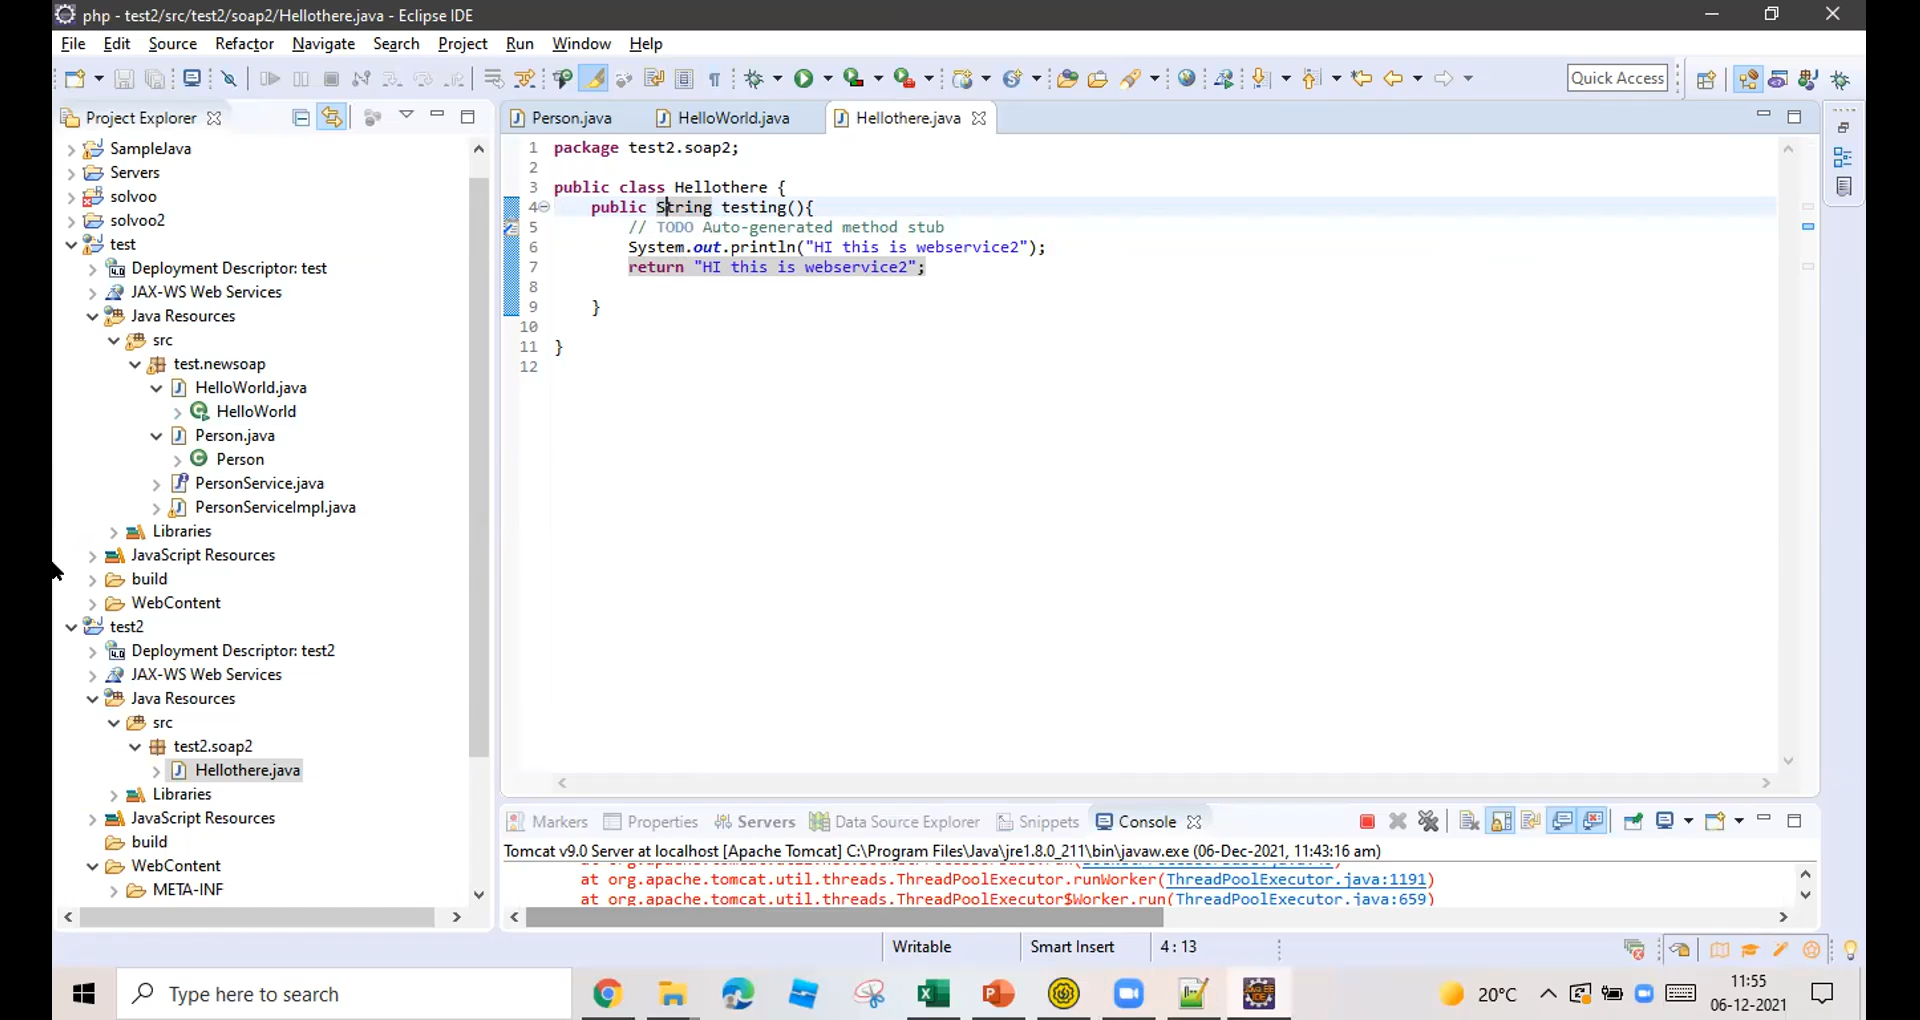 php - test2/src/test2/soap2/Hellothere.java - Eclipse IDE
File Edit Source Refactor Navigate Search Project Run Window Help
Quick Access
Project Explorer
SampleJava
Servers
solvoo
solvoo2
test
Deployment Descriptor: test
JAX-WS Web Services
Java Resources
src
test.newsoap
HelloWorld.java
HelloWorld
Person.java
Person
PersonService.java
PersonServiceImpl.java
Libraries
JavaScript Resources
build
WebContent
test2
Deployment Descriptor: test2
JAX-WS Web Services
Java Resources
src
test2.soap2
Hellothere.java
Libraries
JavaScript Resources
build
WebContent
META-INF
Person.java HelloWorld.java Hellothere.java
1 package test2.soap2;
2
3 public class Hellothere {
4 public String testing(){
5 // TODO Auto-generated method stub
6 System.out.println("HI this is webservice2");
7 return "HI this is webservice2";
8
9 }
10
11 }
12
Markers Properties Servers Data Source Explorer Snippets Console
Tomcat v9.0 Server at localhost [Apache Tomcat] C:\Program Files\Java\jre1.8.0_211\bin\javaw.exe (06-Dec-2021, 11:43:16 am)
at org.apache.tomcat.util.threads.ThreadPoolExecutor.runWorker(ThreadPoolExecutor.java:1191)
at org.apache.tomcat.util.threads.ThreadPoolExecutor$Worker.run(ThreadPoolExecutor.java:659)
Writable Smart Insert 4 : 13
Type here to search
20°C
11:55
06-12-2021